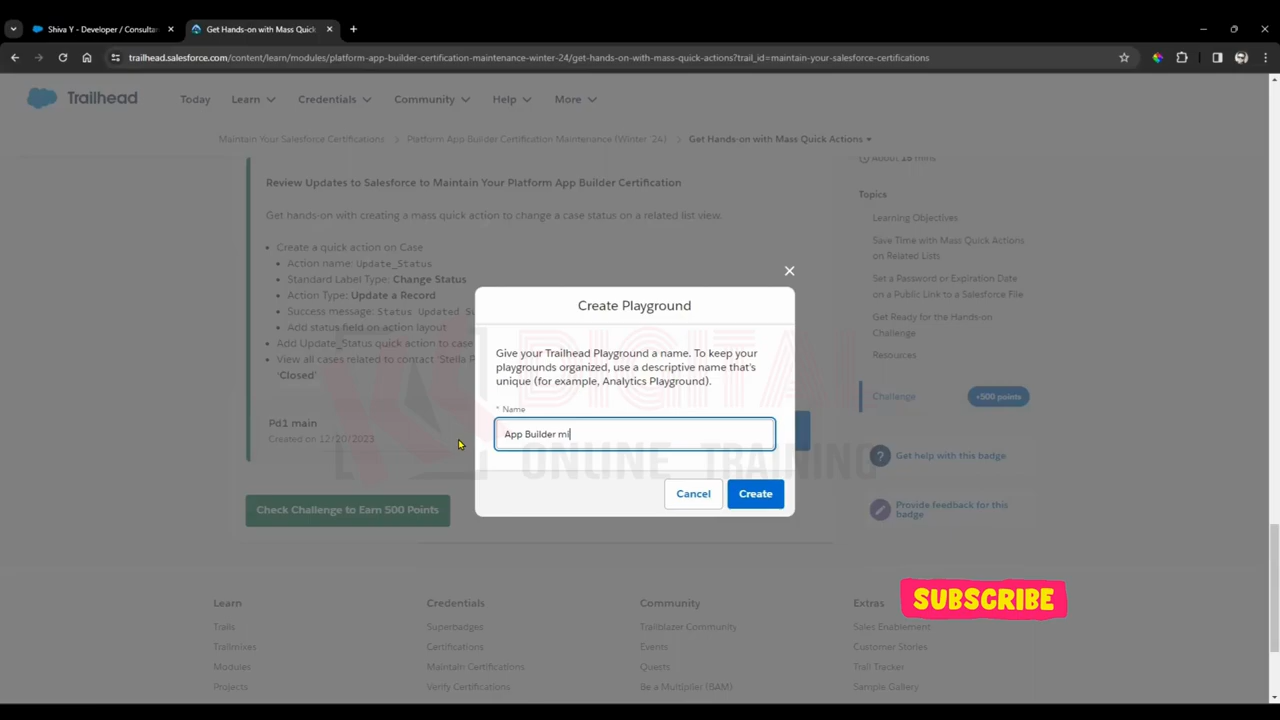 Shiva Y - Developer / Consultan
Get Hands-on with Mass Quick
trailhead.salesforce.com/content/learn/modules/platform-app-builder-certification-maintenance-winter-24/get-hands-on-with-mass-quick-actions?trail_id=maintain-your-salesforce-certifications
Trailhead
Today
Learn
Credentials
Community
Help
More
Maintain Your Salesforce Certifications
Platform App Builder Certification Maintenance (Winter '24)
Get Hands-on with Mass Quick Actions
About 15 mins
Review Updates to Salesforce to Maintain Your Platform App Builder Certification
Get hands-on with creating a mass quick action to change a case status on a related list view.
Create a quick action on Case
Action name: Update_Status
Standard Label Type: Change Status
Action Type: Update a Record
Success message: Status Updated Su
Add status field on action layout
Add Update_Status quick action to case
View all cases related to contact 'Stella P
'Closed'
Pd1 main
Created on 12/20/2023
Check Challenge to Earn 500 Points
Create Playground
Give your Trailhead Playground a name. To keep your
playgrounds organized, use a descriptive name that's
unique (for example, Analytics Playground).
* Name
App Builder mi
Cancel
Create
Topics
Learning Objectives
Save Time with Mass Quick Actions
on Related Lists
Set a Password or Expiration Date
on a Public Link to a Salesforce File
Get Ready for the Hands-on
Challenge
Resources
Challenge
+500 points
Get help with this badge
Provide feedback for this
badge
DIGITAL
ONLINE TRAINING
SUBSCRIBE
Learn
Trails
Trailmixes
Modules
Projects
Credentials
Superbadges
Certifications
Maintain Certifications
Verify Certifications
Community
Trailblazer Community
Events
Quests
Be a Multiplier (BAM)
Extras
Sales Enablement
Customer Stories
Trail Tracker
Sample Gallery